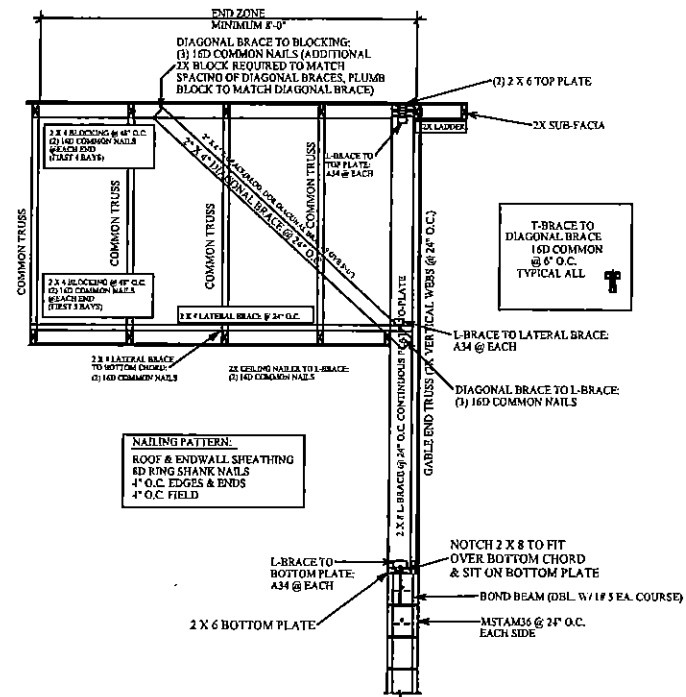 END ZONE
MINIMUM 8'-0"
DIAGONAL BRACE TO BLOCKING:
(3) 16D COMMON NAILS (ADDITIONAL
2X BLOCK REQUIRED TO MATCH
SPACING OF DIAGONAL BRACES, PLUMB
BLOCK TO MATCH DIAGONAL BRACE)
(2) 2 X 6 TOP PLATE
2X LADDER
2X SUB-FACIA
2 X 4 BLOCKING @ 48" O.C.
(2) 16D COMMON NAILS
@EACH END
(FIRST 4 BAYS)
L-BRACE TO
TOP PLATE:
A34 @ EACH
2" X 4" DIAGONAL BRACE @ 24" O.C.
COMMON TRUSS
COMMON TRUSS
COMMON TRUSS
COMMON TRUSS
T-BRACE TO
DIAGONAL BRACE
16D COMMON
@ 6" O.C.
TYPICAL ALL
2 X 4 BLOCKING @ 48" O.C.
(2) 16D COMMON NAILS
@EACH END
2 X 4 LATERAL BRACE @ 24" O.C.
GABLE END TRUSS (2X VERTICAL WEBS @ 24" O.C.)
L-BRACE TO LATERAL BRACE:
A34 @ EACH
2 X 4 LATERAL BRACE
TO BOTTOM CHORD:
(2) 16D COMMON NAILS
2X CEILING NAILER TO L-BRACE:
(2) 16D COMMON NAILS
DIAGONAL BRACE TO L-BRACE:
(3) 16D COMMON NAILS
2 X 8 L-BRACE @ 24" O.C. CONTINUOUS
NAILING PATTERN:
ROOF & ENDWALL SHEATHING
8D RING SHANK NAILS
4" O.C. EDGES & ENDS
4" O.C. FIELD
L-BRACE TO
BOTTOM PLATE:
A34 @ EACH
NOTCH 2 X 8 TO FIT
OVER BOTTOM CHORD
& SIT ON BOTTOM PLATE
BOND BEAM (DBL. W/ 1# 5 EA. COURSE)
2 X 6 BOTTOM PLATE
MSTAM36 @ 24" O.C.
EACH SIDE